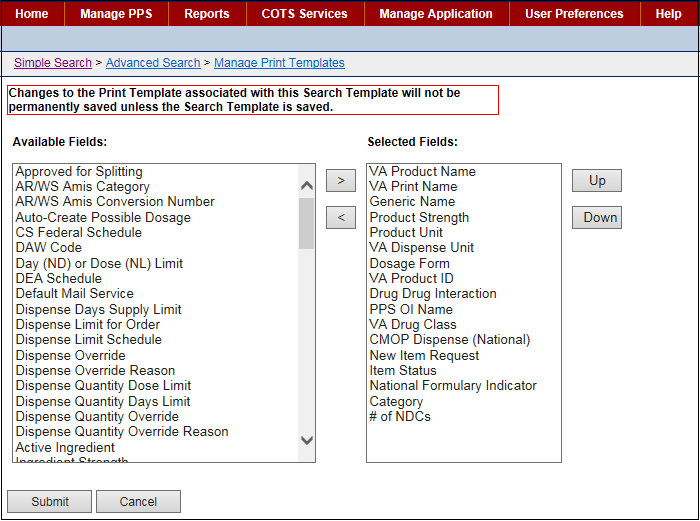 Home Manage PPS Reports COTS Services Manage Application User Preferences Help
Simple Search > Advanced Search > Manage Print Templates
Changes to the Print Template associated with this Search Template will not be
permanently saved unless the Search Template is saved.
Available Fields:
Approved for Splitting
AR/WS Amis Category
AR/WS Amis Conversion Number
Auto-Create Possible Dosage
CS Federal Schedule
DAW Code
Day (ND) or Dose (NL) Limit
DEA Schedule
Default Mail Service
Dispense Days Supply Limit
Dispense Limit for Order
Dispense Limit Schedule
Dispense Override
Dispense Override Reason
Dispense Quantity Dose Limit
Dispense Quantity Days Limit
Dispense Quantity Override
Dispense Quantity Override Reason
Active Ingredient
Ingredient Strength
>
<
Selected Fields:
VA Product Name
VA Print Name
Generic Name
Product Strength
Product Unit
VA Dispense Unit
Dosage Form
VA Product ID
Drug Drug Interaction
PPS OI Name
VA Drug Class
CMOP Dispense (National)
New Item Request
Item Status
National Formulary Indicator
Category
# of NDCs
Up
Down
Submit Cancel